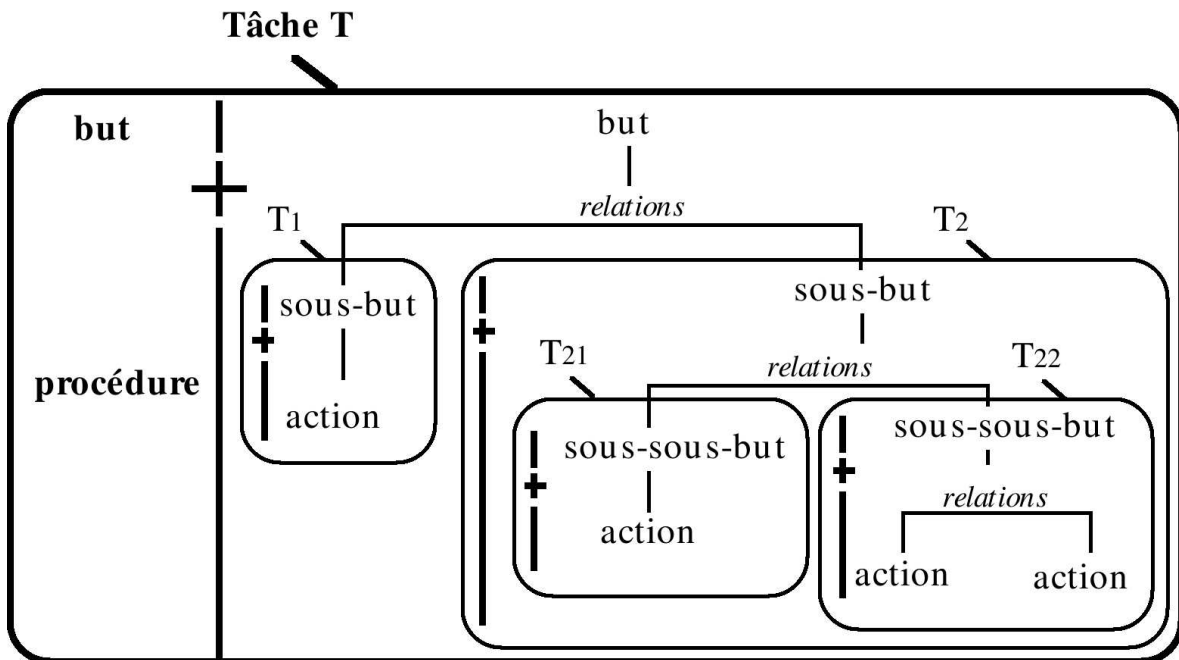 Tâche T
but
but
relations
T1
T2
sous-but
sous-but
T21
relations
T22
procédure
action
sous-sous-but
sous-sous-but
relations
action
action
action